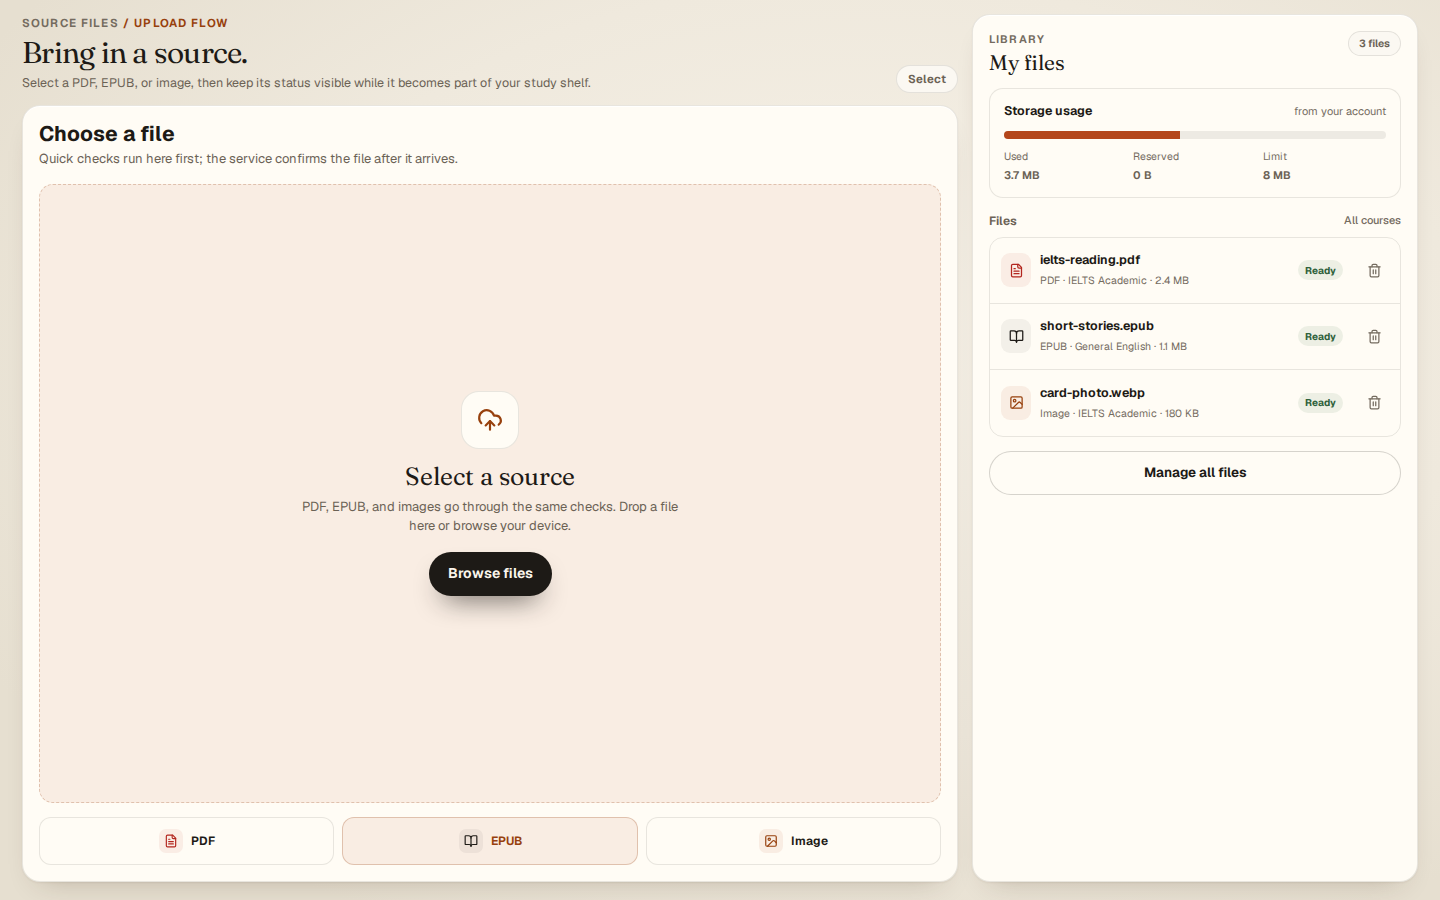 SOURCE FILES / UPLOAD FLOW
Bring in a source.
Select a PDF, EPUB, or image, then keep its status visible while it becomes part of your study shelf.
Select
Choose a file
Quick checks run here first; the service confirms the file after it arrives.
Select a source
PDF, EPUB, and images go through the same checks. Drop a file
here or browse your device.
Browse files
PDF
EPUB
Image
LIBRARY
My files
3 files
Storage usage
from your account
Used
Reserved
Limit
3.7 MB
0 B
8 MB
Files
All courses
ielts-reading.pdf
PDF · IELTS Academic · 2.4 MB
Ready
short-stories.epub
EPUB · General English · 1.1 MB
Ready
card-photo.webp
Image · IELTS Academic · 180 KB
Ready
Manage all files